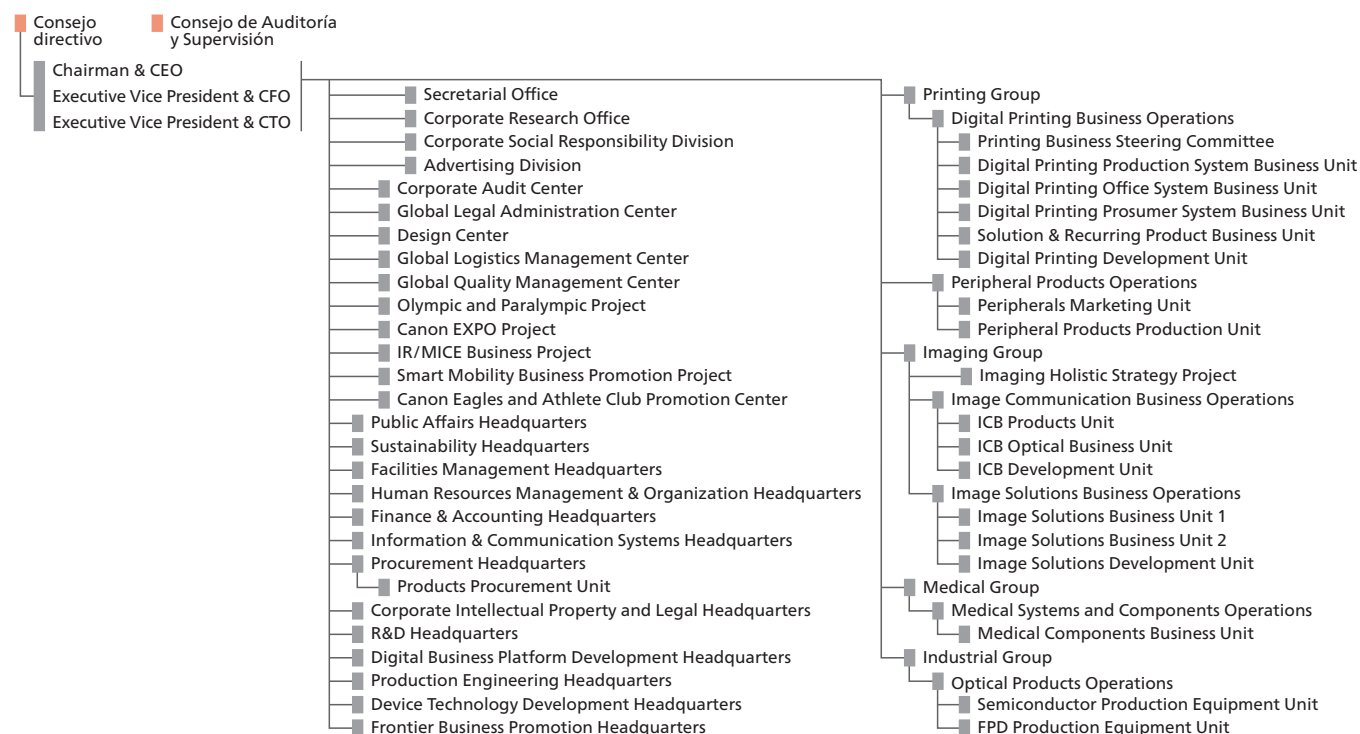 Consejo
directivo
Consejo de Auditoría
y Supervisión
Chairman & CEO
Executive Vice President & CFO
Executive Vice President & CTO
Secretarial Office
Corporate Research Office
Corporate Social Responsibility Division
Advertising Division
Corporate Audit Center
Global Legal Administration Center
Design Center
Global Logistics Management Center
Global Quality Management Center
Olympic and Paralympic Project
Canon EXPO Project
IR/MICE Business Project
Smart Mobility Business Promotion Project
Canon Eagles and Athlete Club Promotion Center
Public Affairs Headquarters
Sustainability Headquarters
Facilities Management Headquarters
Human Resources Management & Organization Headquarters
Finance & Accounting Headquarters
Information & Communication Systems Headquarters
Procurement Headquarters
Products Procurement Unit
Corporate Intellectual Property and Legal Headquarters
R&D Headquarters
Digital Business Platform Development Headquarters
Production Engineering Headquarters
Device Technology Development Headquarters
Frontier Business Promotion Headquarters
Printing Group
Digital Printing Business Operations
Printing Business Steering Committee
Digital Printing Production System Business Unit
Digital Printing Office System Business Unit
Digital Printing Prosumer System Business Unit
Solution & Recurring Product Business Unit
Digital Printing Development Unit
Peripheral Products Operations
Peripherals Marketing Unit
Peripheral Products Production Unit
Imaging Group
Imaging Holistic Strategy Project
Image Communication Business Operations
ICB Products Unit
ICB Optical Business Unit
ICB Development Unit
Image Solutions Business Operations
Image Solutions Business Unit 1
Image Solutions Business Unit 2
Image Solutions Development Unit
Medical Group
Medical Systems and Components Operations
Medical Components Business Unit
Industrial Group
Optical Products Operations
Semiconductor Production Equipment Unit
FPD Production Equipment Unit